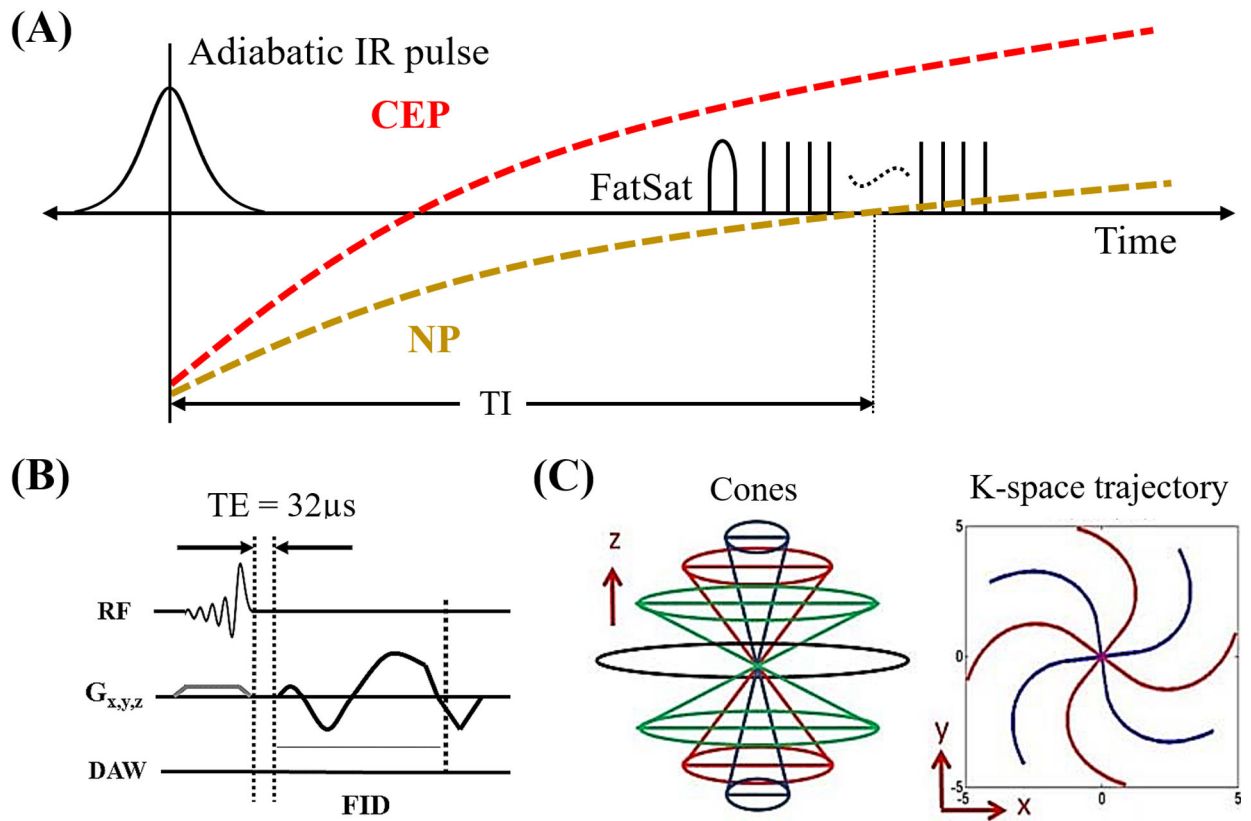 (A)
Adiabatic IR pulse
CEP
FatSat
Time
NP
TI
(B)
TE = 32µs
RF
Gx,y,z
DAW
FID
(C)
Cones
z
K-space trajectory
5
0
-5
y
x
-5
0
5